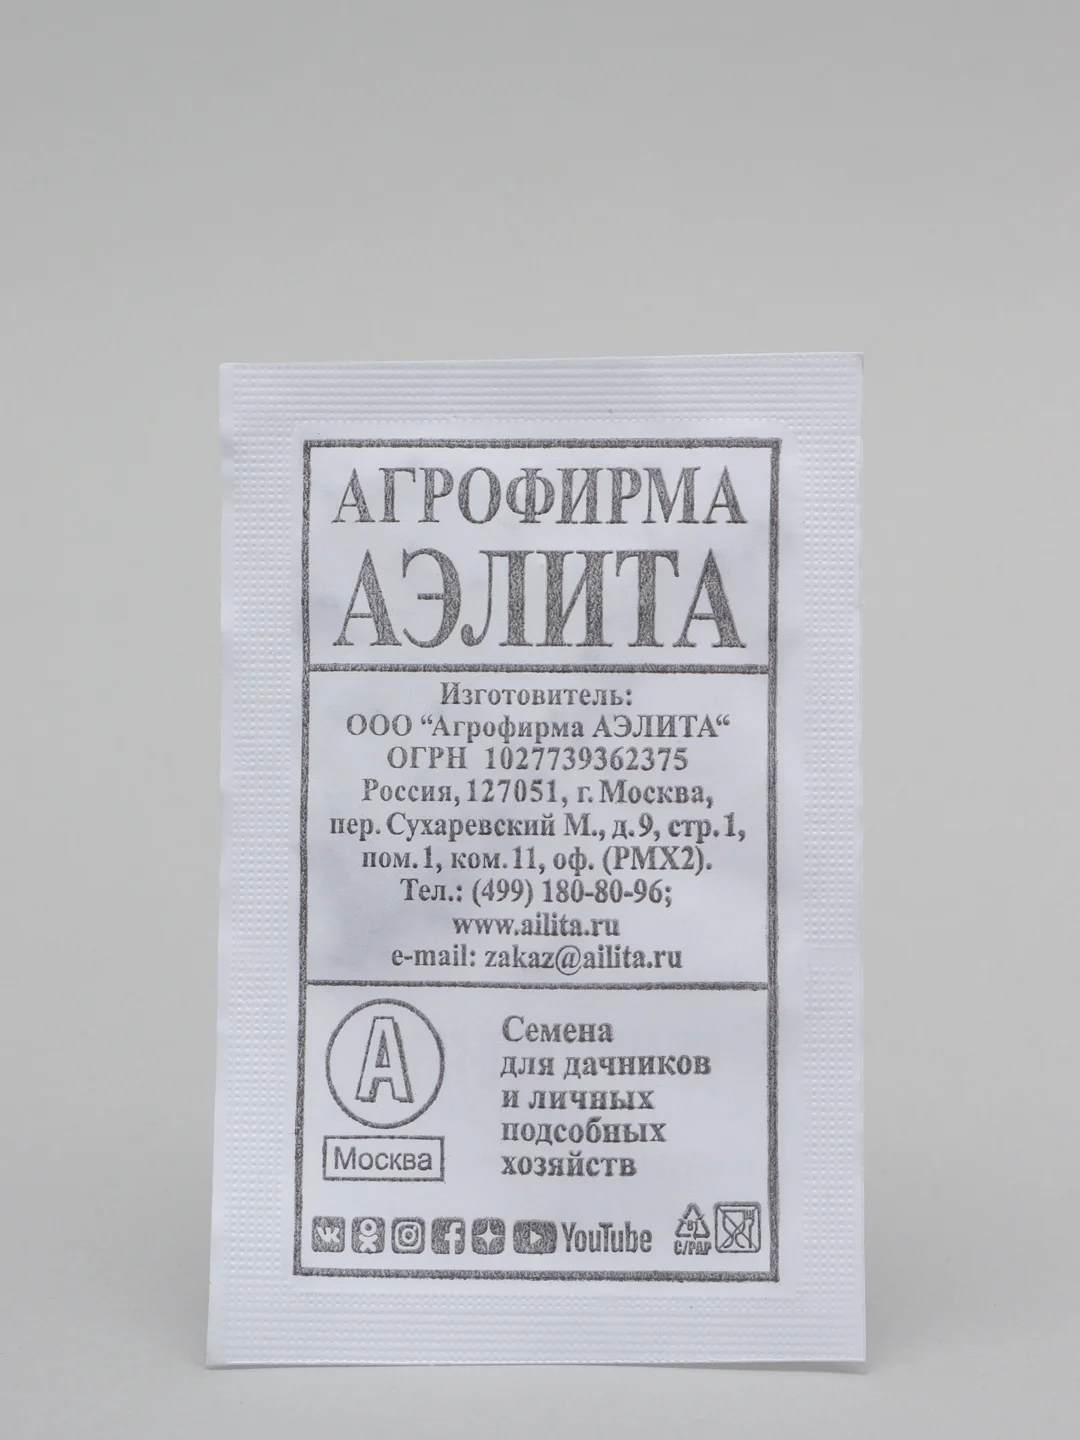 АГРОФИРМА
АЭЛИТА
Изготовитель:
ООО “Агрофирма АЭЛИТА“
ОГРН 1027739362375
Россия, 127051, г. Москва,
пер. Сухаревский М., д. 9, стр. 1,
пом. 1, ком. 11, оф. (РМХ2).
Тел.: (499) 180-80-96;
www.ailita.ru
e-mail: zakaz@ailita.ru
А
Москва
Семена
для дачников
и личных
подсобных
хозяйств
YouTube
81
C/PAP